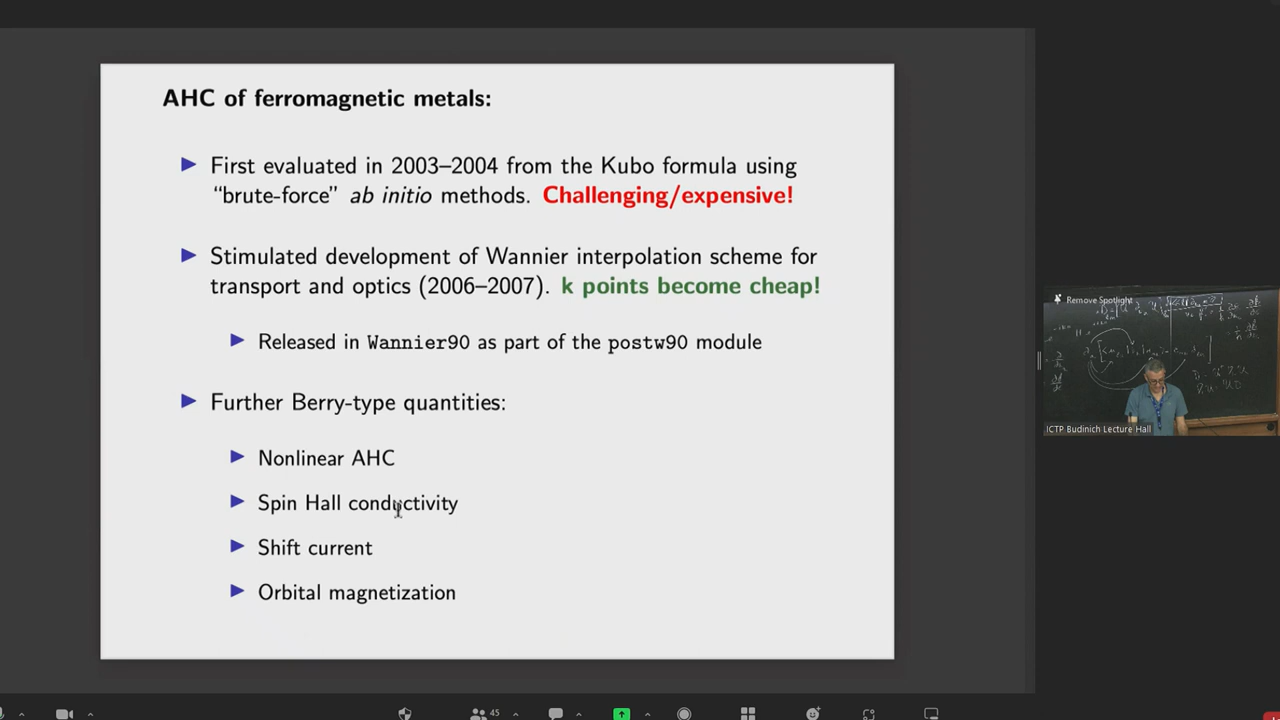 AHC of ferromagnetic metals:
First evaluated in 2003–2004 from the Kubo formula using
“brute-force” ab initio methods. Challenging/expensive!
Stimulated development of Wannier interpolation scheme for
transport and optics (2006–2007). k points become cheap!
Released in Wannier90 as part of the postw90 module
Further Berry-type quantities:
Nonlinear AHC
Spin Hall conductivity
Shift current
Orbital magnetization
Remove Spotlight
ICTP Budinich Lecture Hall
45